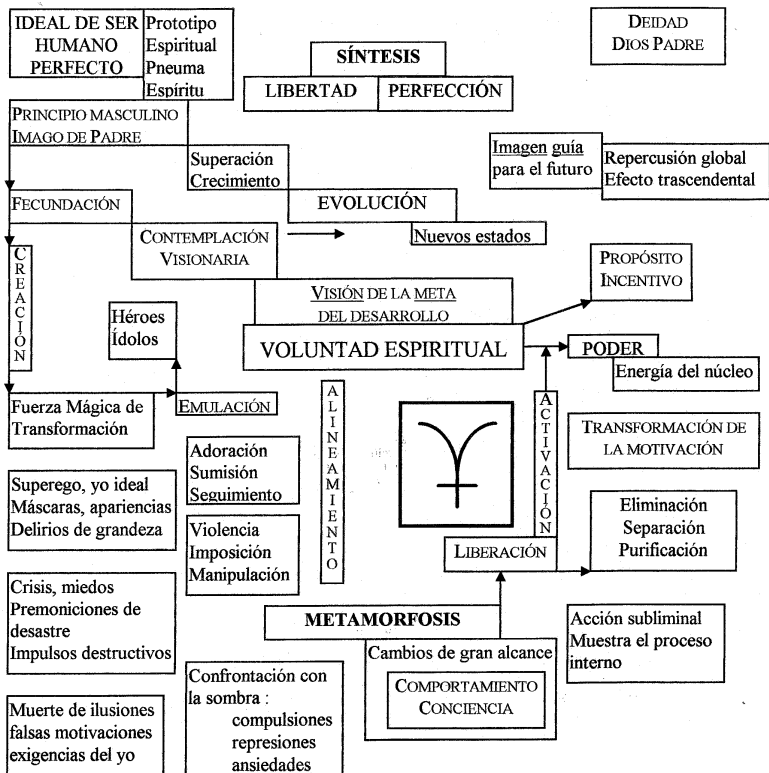 IDEAL DE SER
HUMANO
PERFECTO
Prototipo
Espiritual
Pneuma
Espíritu
SÍNTESIS
LIBERTAD
PERFECCIÓN
DEIDAD
DIOS PADRE
PRINCIPIO MASCULINO
IMAGO DE PADRE
Superación
Crecimiento
Imagen guía
para el futuro
Repercusión global
Efecto trascendental
FECUNDACIÓN
EVOLUCIÓN
CONTEMPLACIÓN
VISIONARIA
Nuevos estados
CREACIÓN
PROPÓSITO
INCENTIVO
VISIÓN DE LA META
DEL DESARROLLO
Héroes
Ídolos
VOLUNTAD ESPIRITUAL
PODER
Energía del núcleo
Fuerza Mágica de
Transformación
EMULACIÓN
ALINEAMIENTO
ACTIVACIÓN
TRANSFORMACIÓN DE
LA MOTIVACIÓN
Adoración
Sumisión
Seguimiento
Superego, yo ideal
Máscaras, apariencias
Delirios de grandeza
Violencia
Imposición
Manipulación
LIBERACIÓN
Eliminación
Separación
Purificación
Crisis, miedos
Premoniciones de
desastre
Impulsos destructivos
METAMORFOSIS
Cambios de gran alcance
COMPORTAMIENTO
CONCIENCIA
Acción subliminal
Muestra el proceso
interno
Confrontación con
la sombra :
compulsiones
represiones
ansiedades
Muerte de ilusiones
falsas motivaciones
exigencias del yo